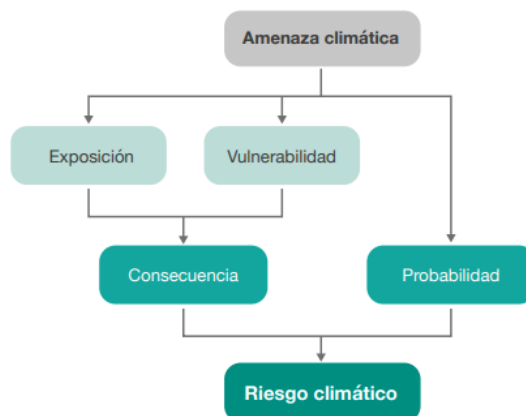 Amenaza climática
Exposición
Vulnerabilidad
Consecuencia
Probabilidad
Riesgo climático